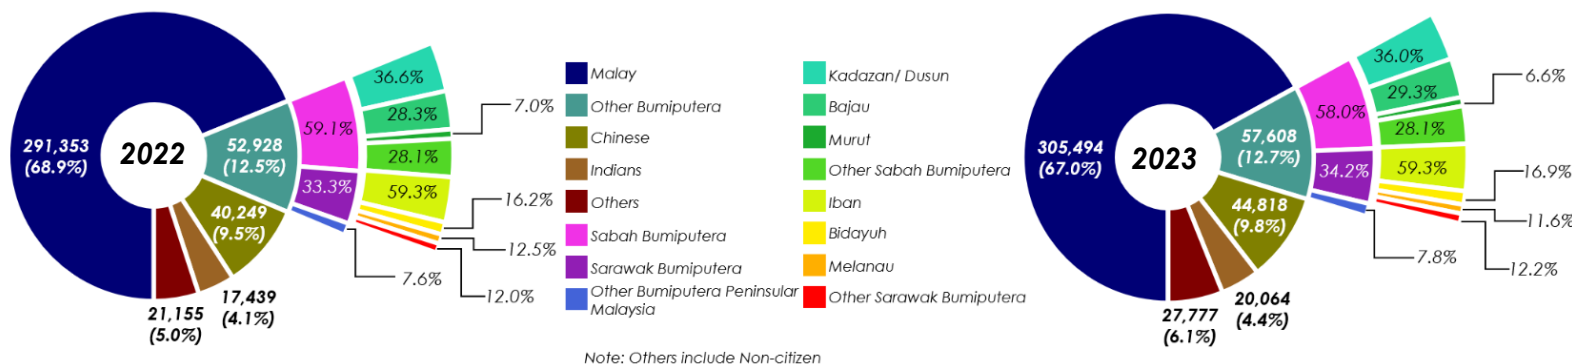 2022
291,353
(68.9%)
52,928
(12.5%)
40,249
(9.5%)
17,439
(4.1%)
21,155
(5.0%)
59.1%
33.3%
7.6%
36.6%
28.3%
7.0%
28.1%
59.3%
16.2%
12.5%
12.0%
Malay
Other Bumiputera
Chinese
Indians
Others
Sabah Bumiputera
Sarawak Bumiputera
Other Bumiputera Peninsular
Malaysia
Kadazan/ Dusun
Bajau
Murut
Other Sabah Bumiputera
Iban
Bidayuh
Melanau
Other Sarawak Bumiputera
Note: Others include Non-citizen
2023
305,494
(67.0%)
57,608
(12.7%)
44,818
(9.8%)
20,064
(4.4%)
27,777
(6.1%)
58.0%
34.2%
7.8%
36.0%
29.3%
6.6%
28.1%
59.3%
16.9%
11.6%
12.2%